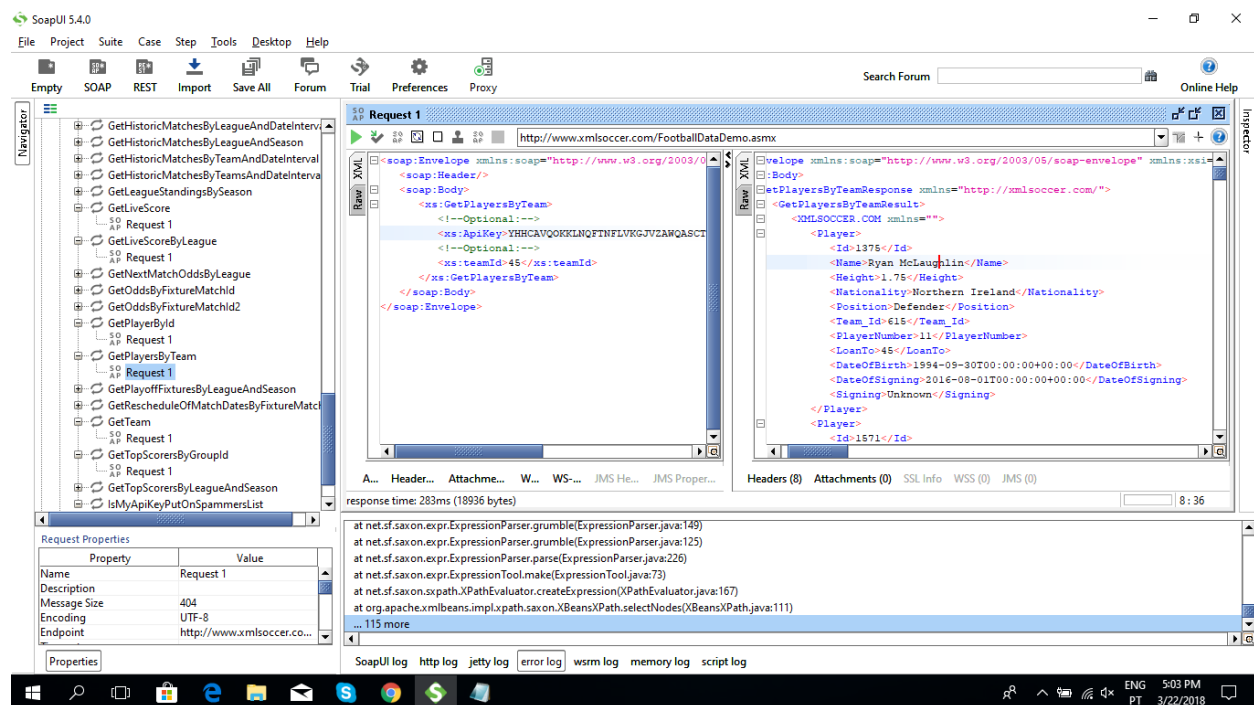 SoapUI 5.4.0
File Project Suite Case Step Tools Desktop Help
Empty SOAP REST Import Save All Forum Trial Preferences Proxy
Search Forum
Online Help
Navigator
GetHistoricMatchesByLeagueAndDateInterva
GetHistoricMatchesByLeagueAndSeason
GetHistoricMatchesByTeamAndDateInterval
GetHistoricMatchesByTeamsAndDateInterva
GetLeagueStandingsBySeason
GetLiveScore
Request 1
GetLiveScoreByLeague
Request 1
GetNextMatchOddsByLeague
GetOddsByFixtureMatchId
GetOddsByFixtureMatchId2
GetPlayerById
Request 1
GetPlayersByTeam
Request 1
GetPlayoffFixturesByLeagueAndSeason
GetRescheduleOfMatchDatesByFixtureMatch
GetTeam
Request 1
GetTopScorersByGroupId
Request 1
GetTopScorersByLeagueAndSeason
IsMyApiKeyPutOnSpammersList
Request Properties
Property Value
Name Request 1
Description
Message Size 404
Encoding UTF-8
Endpoint http://www.xmlsoccer.co...
Properties
Request 1
http://www.xmlsoccer.com/FootballDataDemo.asmx
XML
Raw
<soap:Envelope xmlns:soap="http://www.w3.org/2003/0
<soap:Header/>
<soap:Body>
<xs:GetPlayersByTeam>
<!--Optional:-->
<xs:ApiKey>YHHCAVQOKKLNQFTNFLVKGJVZAWQASCT
<!--Optional:-->
<xs:teamId>45</xs:teamId>
</xs:GetPlayersByTeam>
</soap:Body>
</soap:Envelope>
A... Header... Attachme... W... WS-... JMS He... JMS Proper...
XML
Raw
velope xmlns:soap="http://www.w3.org/2003/05/soap-envelope" xmlns:xsi=
:Body>
etPlayersByTeamResponse xmlns="http://xmlsoccer.com/">
<GetPlayersByTeamResult>
<XMLSOCCER.COM xmlns="">
<Player>
<Id>1375</Id>
<Name>Ryan McLaughlin</Name>
<Height>1.75</Height>
<Nationality>Northern Ireland</Nationality>
<Position>Defender</Position>
<Team_Id>615</Team_Id>
<PlayerNumber>11</PlayerNumber>
<LoanTo>45</LoanTo>
<DateOfBirth>1994-09-30T00:00:00+00:00</DateOfBirth>
<DateOfSigning>2016-08-01T00:00:00+00:00</DateOfSigning>
<Signing>Unknown</Signing>
</Player>
<Player>
<Id>1571</Id>
Headers (8) Attachments (0) SSL Info WSS (0) JMS (0)
response time: 283ms (18936 bytes)
8 : 36
Inspector
at net.sf.saxon.expr.ExpressionParser.grumble(ExpressionParser.java:149)
at net.sf.saxon.expr.ExpressionParser.grumble(ExpressionParser.java:125)
at net.sf.saxon.expr.ExpressionParser.parse(ExpressionParser.java:226)
at net.sf.saxon.expr.ExpressionTool.make(ExpressionTool.java:73)
at net.sf.saxon.sxpath.XPathEvaluator.createExpression(XPathEvaluator.java:167)
at org.apache.xmlbeans.impl.xpath.saxon.XBeansXPath.selectNodes(XBeansXPath.java:111)
... 115 more
SoapUI log http log jetty log error log wsrm log memory log script log
ENG
PT
5:03 PM
3/22/2018